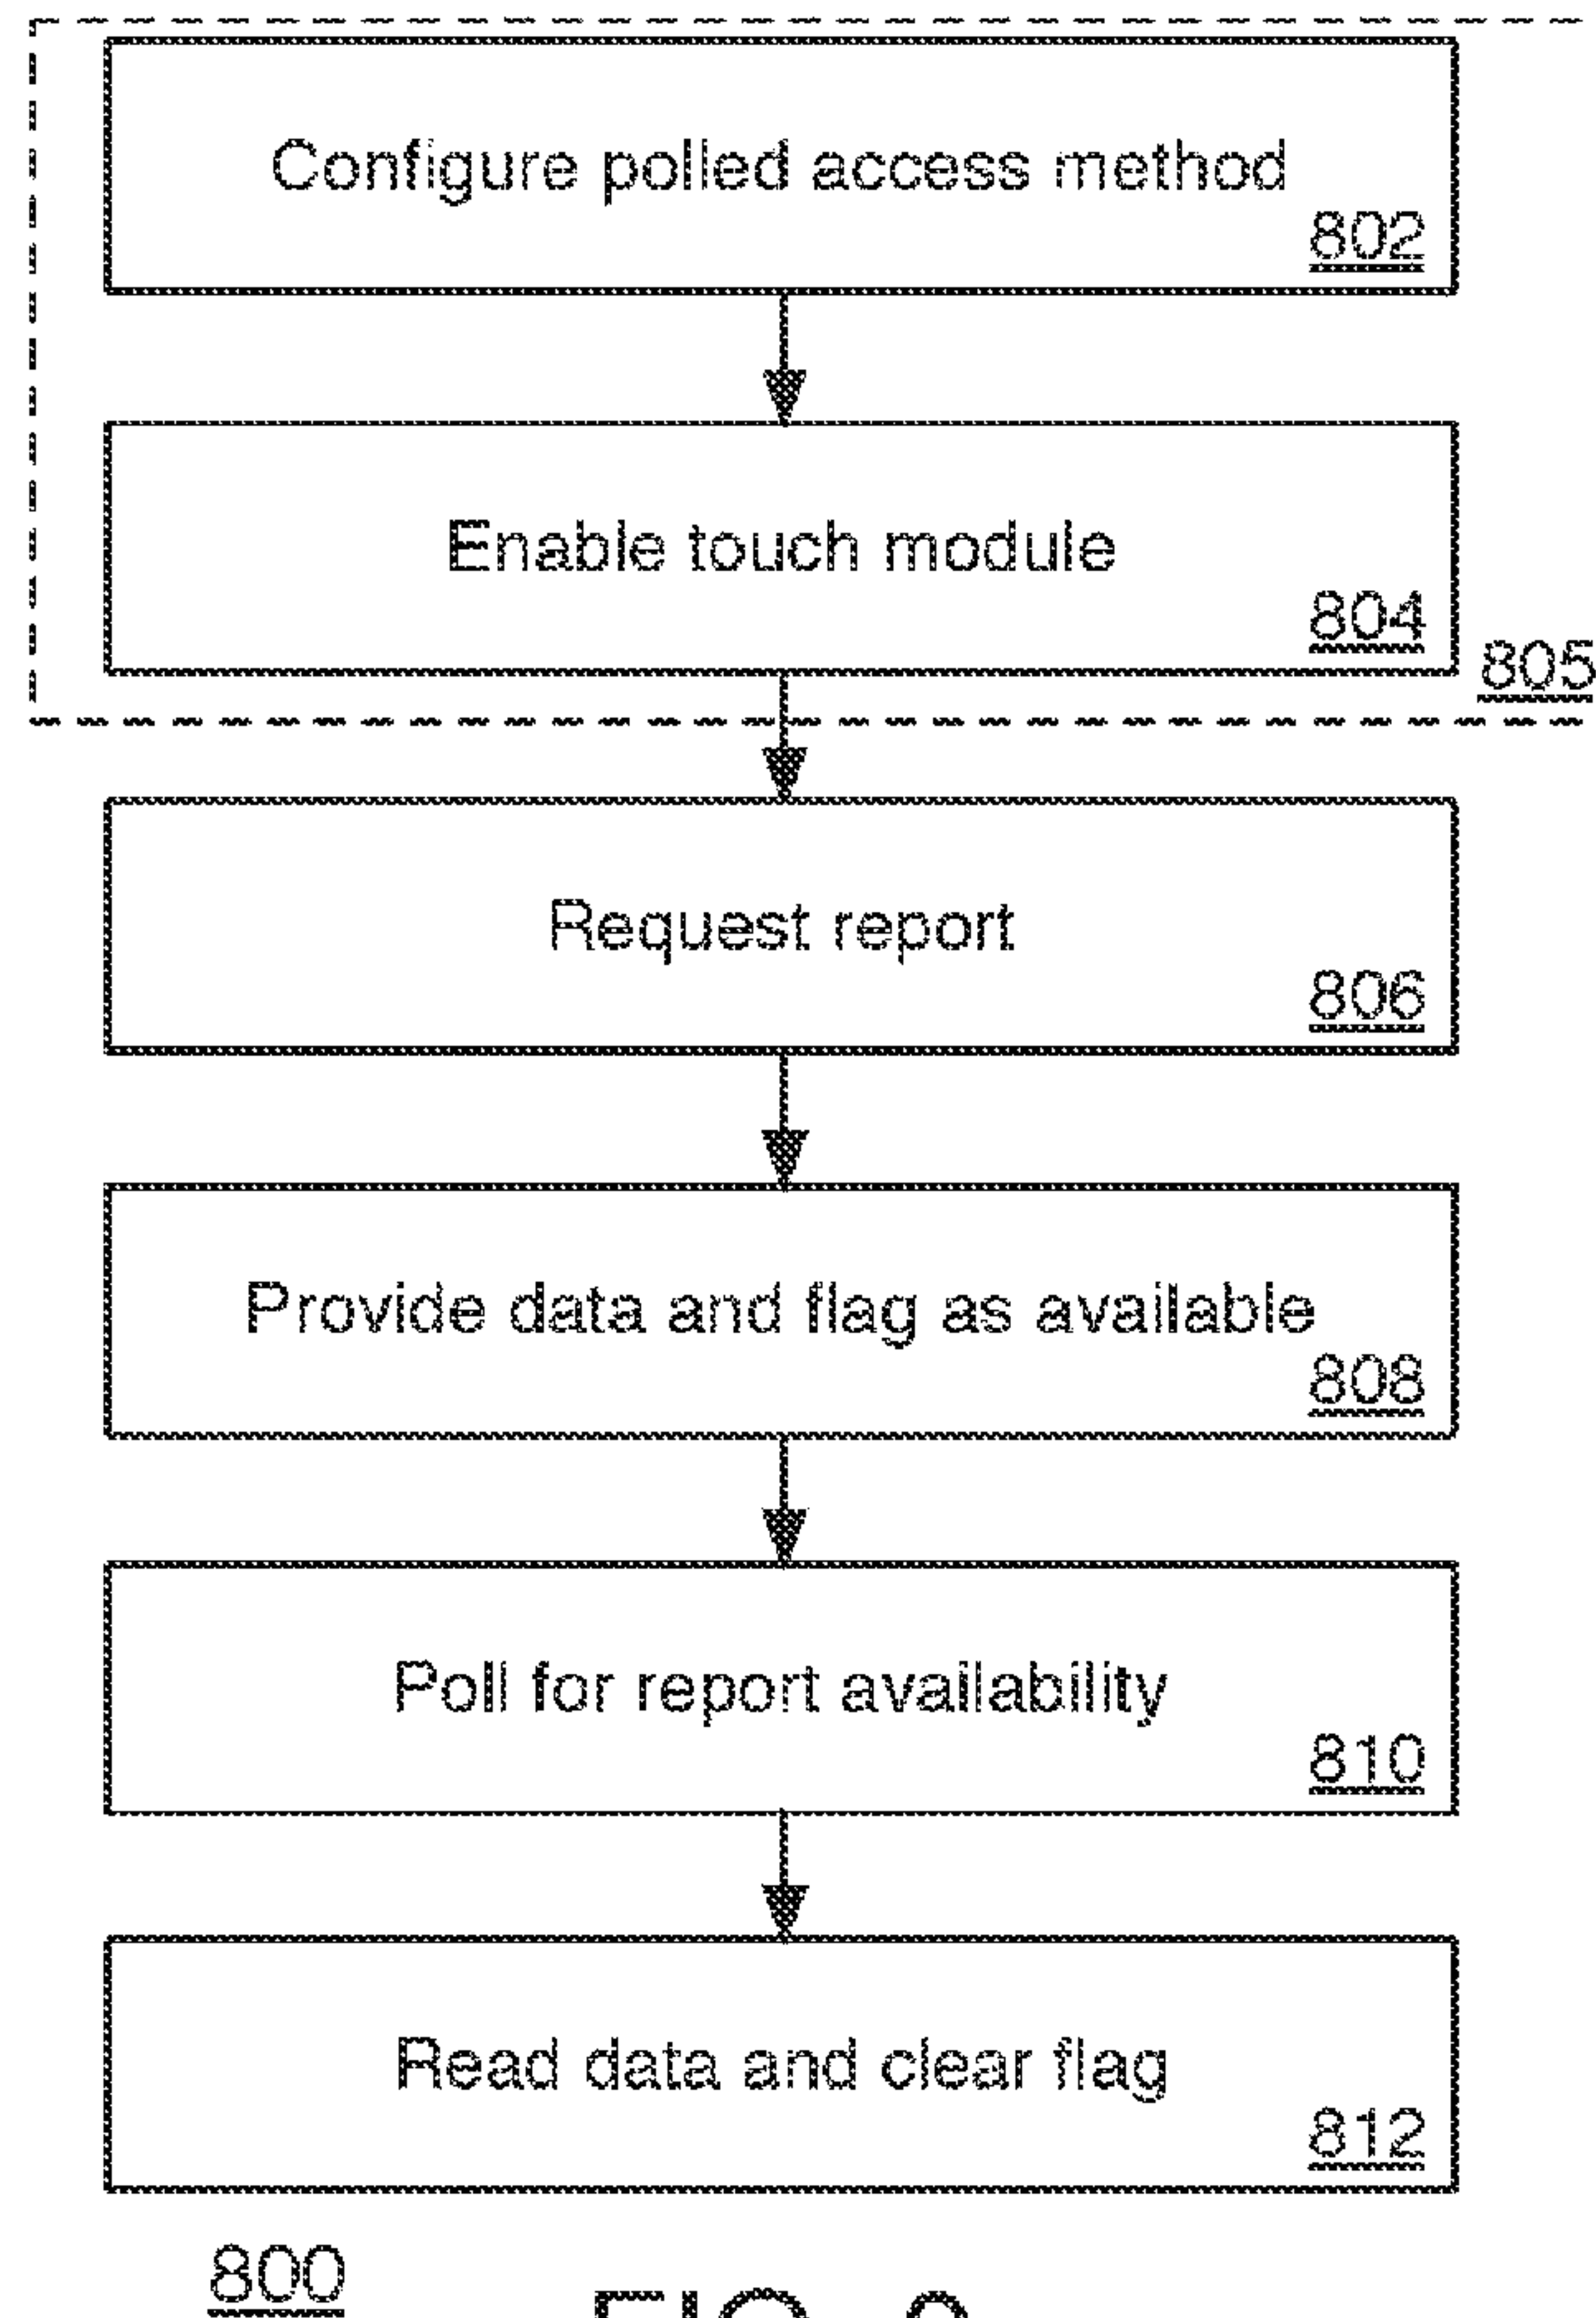 Configure polled access method
802
Enable touch module
804
805
Request report
806
Provide data and flag as available
808
Poll for report availability
810
Read data and clear flag
812
800